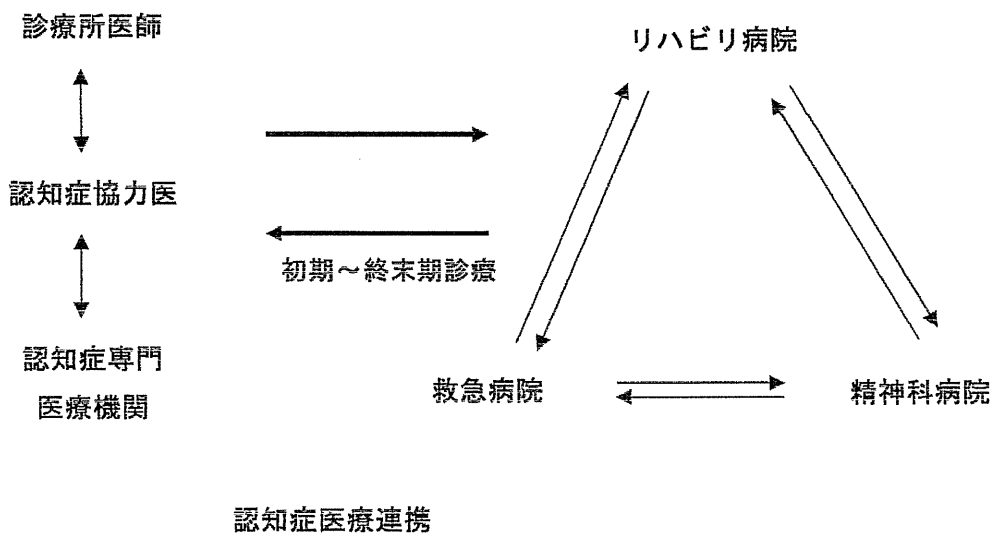 診療所医師
リハビリ病院
認知症協力医
初期～終末期診療
認知症専門
医療機関
救急病院
精神科病院
認知症医療連携